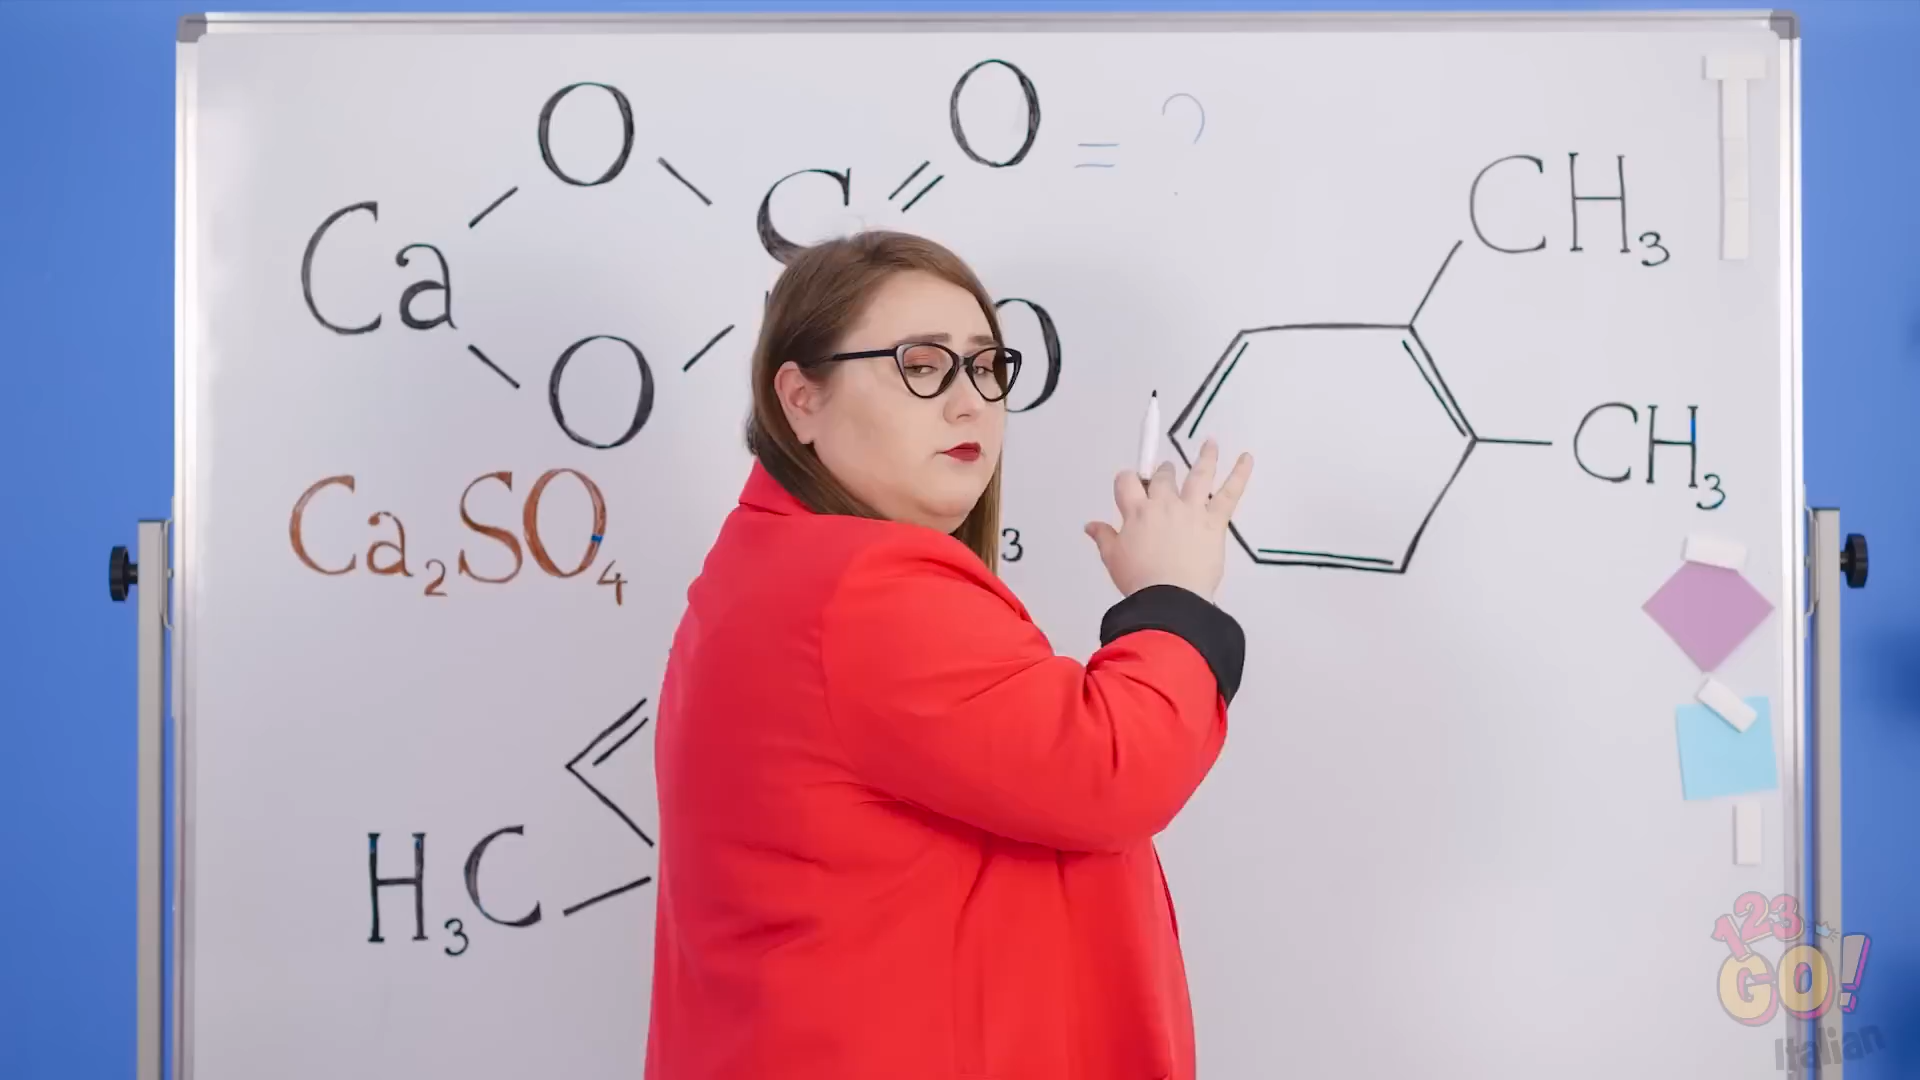 O
O
= ?
C
CH₃
Ca
O
O
CH₃
Ca₂SO₄
3
H₃C
123
GO!
Italian